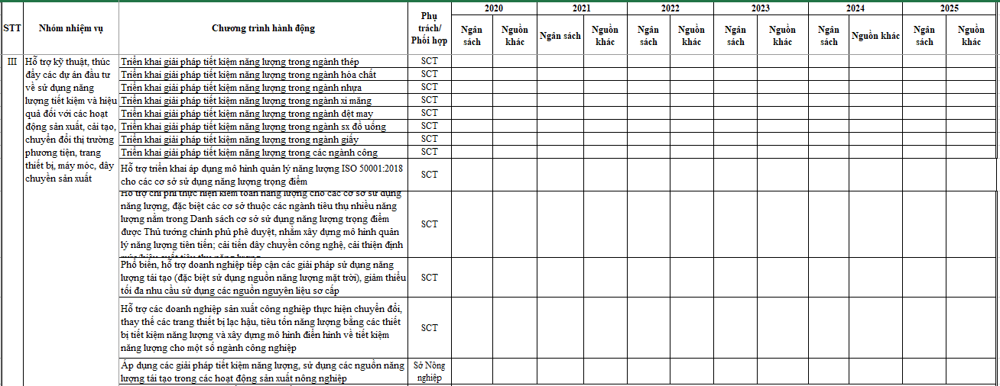 STT
Nhóm nhiệm vụ
Chương trình hành động
Phụ
trách/
Phối hợp
2020
2021
2022
2023
2024
2025
Ngân
sách
Nguồn
khác
Ngân sách
Nguồn
khác
Ngân
sách
Nguồn
khác
Ngân
sách
Nguồn
khác
Ngân
sách
Nguồn khác
Ngân
sách
Nguồn
khác
III
Hỗ trợ kỹ thuật, thúc
đẩy các dự án đầu tư
về sử dụng năng
lượng tiết kiệm và hiệu
quả đối với các hoạt
động sản xuất, cải tạo,
chuyển đổi thị trường
phương tiện, trang
thiết bị, máy móc, dây
chuyền sản xuất
Triển khai giải pháp tiết kiệm năng lượng trong ngành thép
SCT
Triển khai giải pháp tiết kiệm năng lượng trong ngành hóa chất
SCT
Triển khai giải pháp tiết kiệm năng lượng trong ngành nhựa
SCT
Triển khai giải pháp tiết kiệm năng lượng trong ngành xi măng
SCT
Triển khai giải pháp tiết kiệm năng lượng trong ngành dệt may
SCT
Triển khai giải pháp tiết kiệm năng lượng trong ngành sx đồ uống
SCT
Triển khai giải pháp tiết kiệm năng lượng trong ngành giấy
SCT
Triển khai giải pháp tiết kiệm năng lượng trong các ngành công
SCT
Hỗ trợ triển khai áp dụng mô hình quản lý năng lượng ISO 50001:2018
cho các cơ sở sử dụng năng lượng trọng điểm
SCT
Hỗ trợ chi phí thực hiện kiểm toán năng lượng cho các cơ sở sử dụng
năng lượng, đặc biệt các cơ sở thuộc các ngành tiêu thụ nhiều năng
lượng nằm trong Danh sách cơ sở sử dụng năng lượng trọng điểm
được Thủ tướng chính phủ phê duyệt, nhằm xây dựng mô hình quản
lý năng lượng tiên tiến; cải tiến dây chuyền công nghệ, cải thiện định
SCT
Phổ biến, hỗ trợ doanh nghiệp tiếp cận các giải pháp sử dụng năng
lượng tái tạo (đặc biệt sử dụng nguồn năng lượng mặt trời), giảm thiểu
tối đa nhu cầu sử dụng các nguồn nguyên liệu sơ cấp
SCT
Hỗ trợ các doanh nghiệp sản xuất công nghiệp thực hiện chuyển đổi,
thay thế các trang thiết bị lạc hậu, tiêu tốn năng lượng bằng các thiết
bị tiết kiệm năng lượng và xây dựng mô hình điển hình về tiết kiệm
năng lượng cho một số ngành công nghiệp
SCT
Áp dụng các giải pháp tiết kiệm năng lượng, sử dụng các nguồn năng
lượng tái tạo trong các hoạt động sản xuất nông nghiệp
Sở Nông
nghiệp